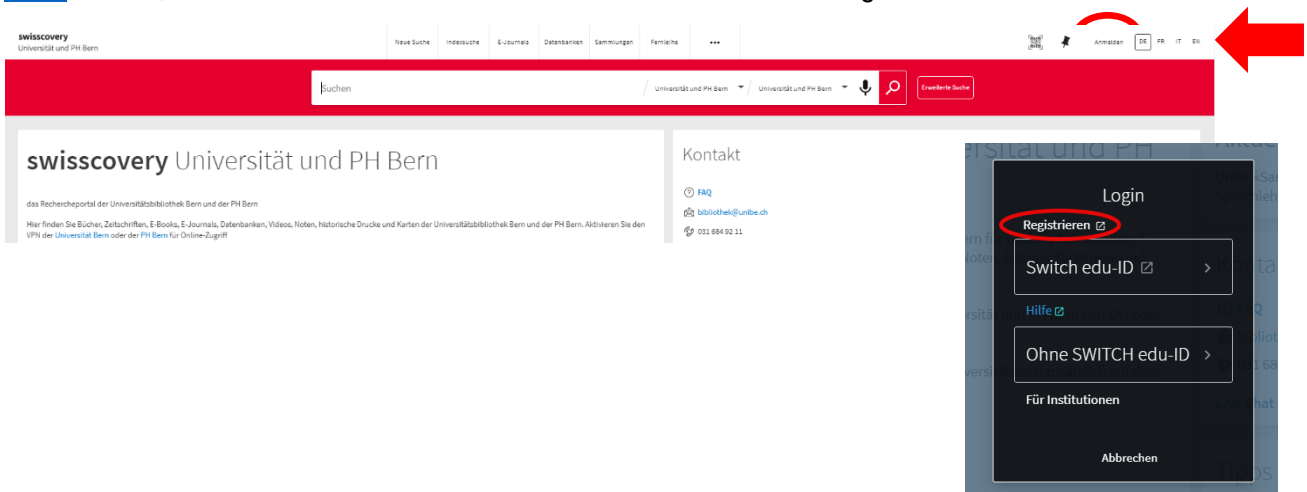 swisscovery
Universität und PH Bern
Neue Suche Indexsuche E-Journals Datenbanken Sammlungen Fernleihe •••
Anmelden DE FR IT EN
Suchen
Universität und PH Bern
Universität und PH Bern
Erweiterte Suche
swisscovery Universität und PH Bern
das Rechercheportal der Universitätsbibliothek Bern und der PH Bern
Hier finden Sie Bücher, Zeitschriften, E-Books, E-Journals, Datenbanken, Videos, Noten, historische Drucke und Karten der Universitätsbibliothek Bern und der PH Bern. Aktivieren Sie den
VPN der Universität Bern oder der PH Bern für Online-Zugriff
Kontakt
FAQ
bibliothek@unibe.ch
031 684 92 11
Login
Registrieren
Switch edu-ID
Hilfe
Ohne SWITCH edu-ID
Für Institutionen
Abbrechen